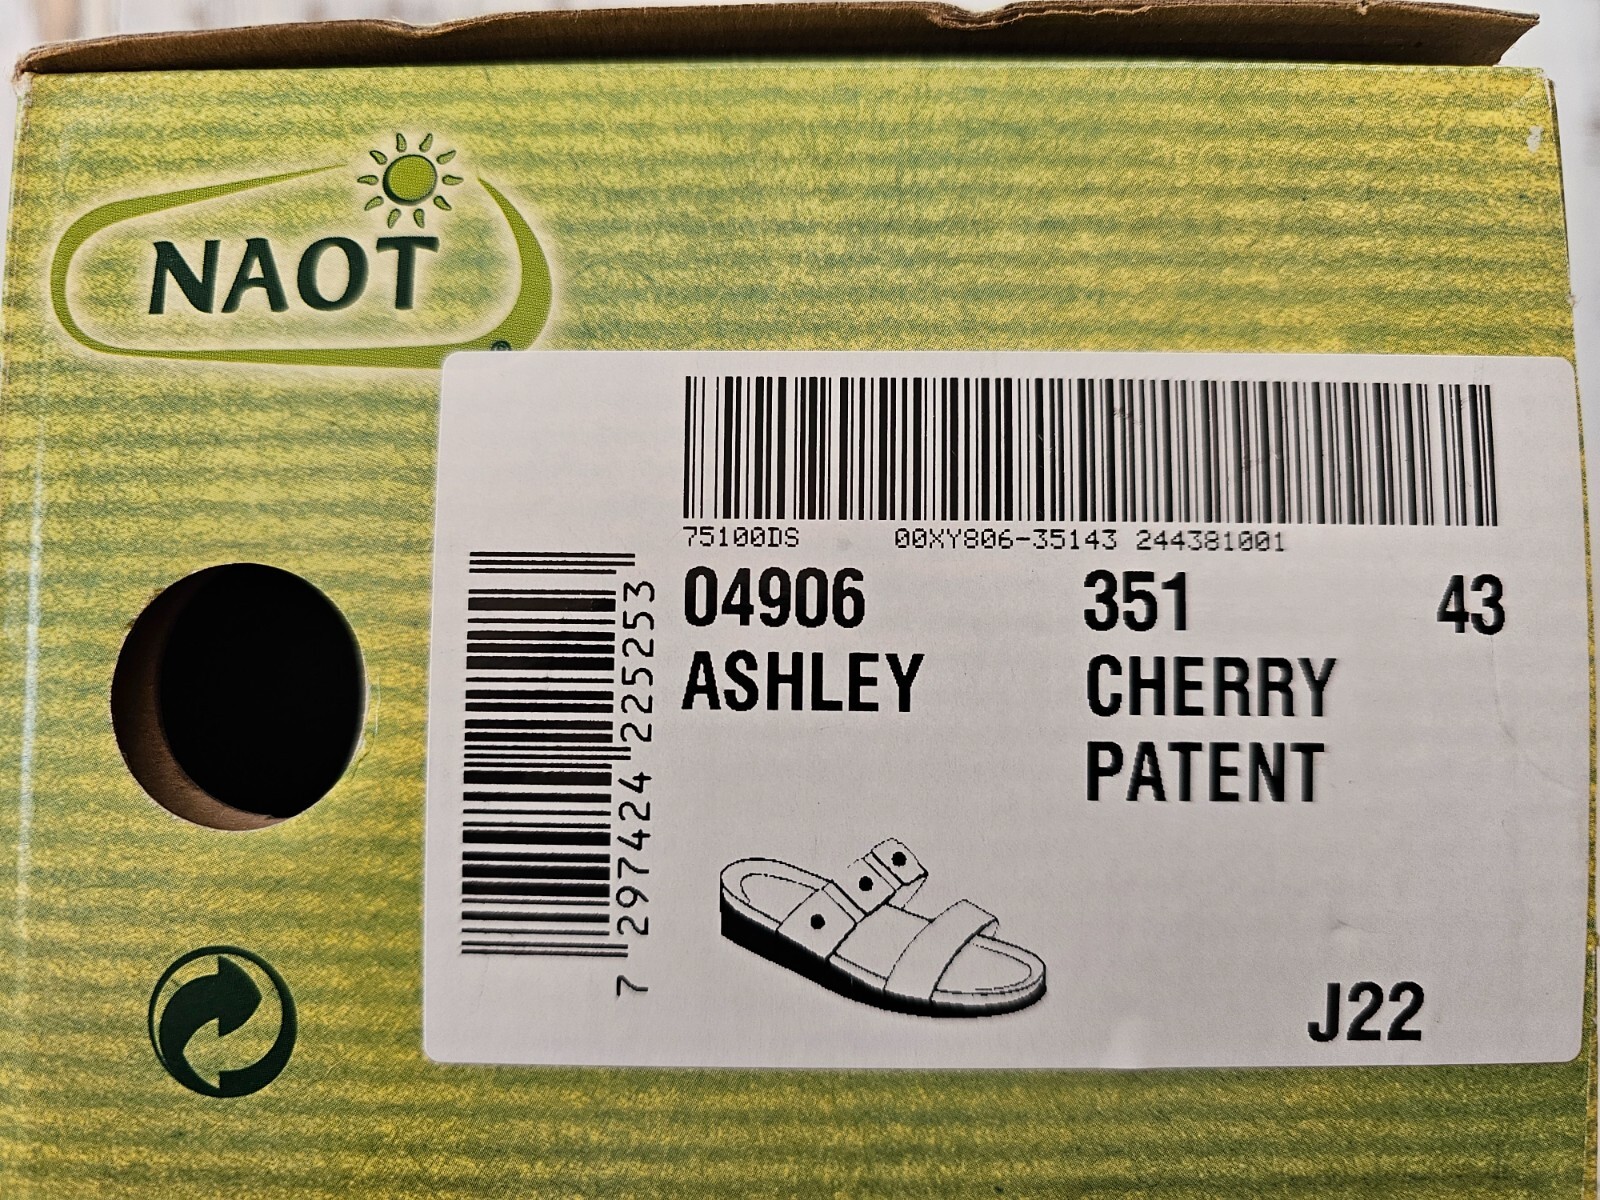 NAOT
®
75100DS 00XY806-35143 244381001
04906 351 43
ASHLEY CHERRY
PATENT
7 297424 225253
J22